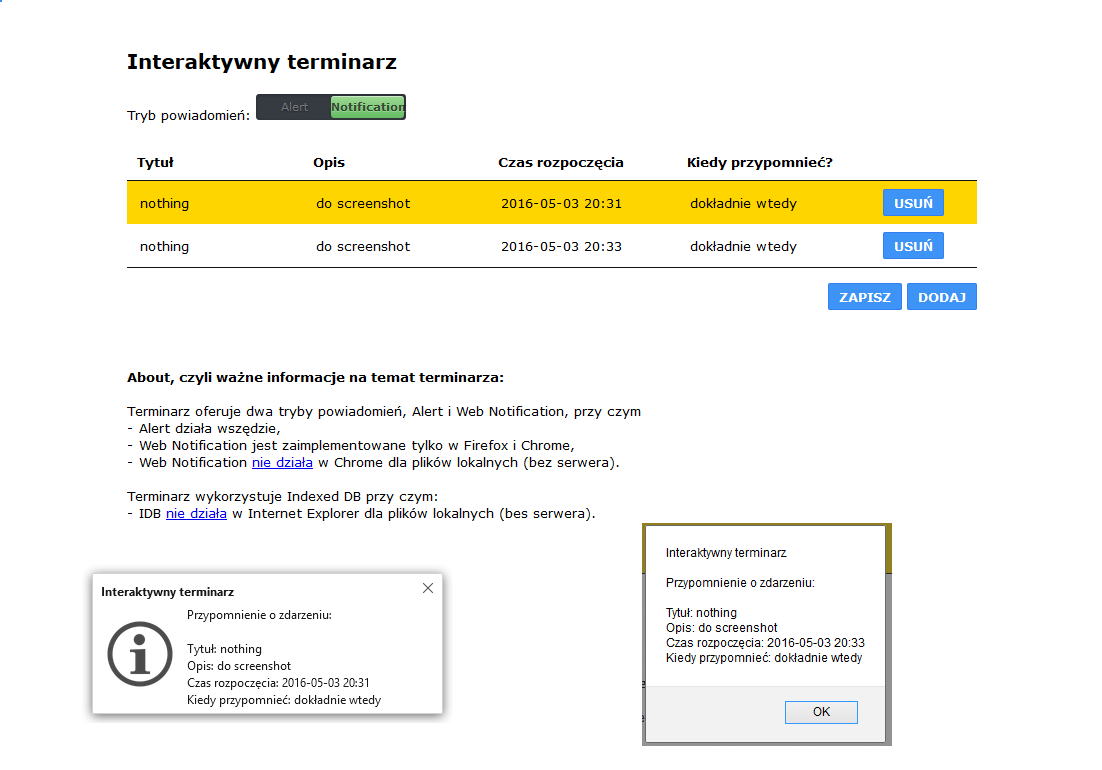 Interaktywny terminarz
Tryb powiadomień: Alert Notification
Tytuł Opis Czas rozpoczęcia Kiedy przypomnieć?
nothing do screenshot 2016-05-03 20:31 dokładnie wtedy USUŃ
nothing do screenshot 2016-05-03 20:33 dokładnie wtedy USUŃ
ZAPISZ DODAJ
About, czyli ważne informacje na temat terminarza:
Terminarz oferuje dwa tryby powiadomień, Alert i Web Notification, przy czym
- Alert działa wszędzie,
- Web Notification jest zaimplementowane tylko w Firefox i Chrome,
- Web Notification nie działa w Chrome dla plików lokalnych (bez serwera).
Terminarz wykorzystuje Indexed DB przy czym:
- IDB nie działa w Internet Explorer dla plików lokalnych (bes serwera).
Interaktywny terminarz
Przypomnienie o zdarzeniu:
Tytuł: nothing
Opis: do screenshot
Czas rozpoczęcia: 2016-05-03 20:31
Kiedy przypomnieć: dokładnie wtedy
Interaktywny terminarz
Przypomnienie o zdarzeniu:
Tytuł: nothing
Opis: do screenshot
Czas rozpoczęcia: 2016-05-03 20:33
Kiedy przypomnieć: dokładnie wtedy
OK